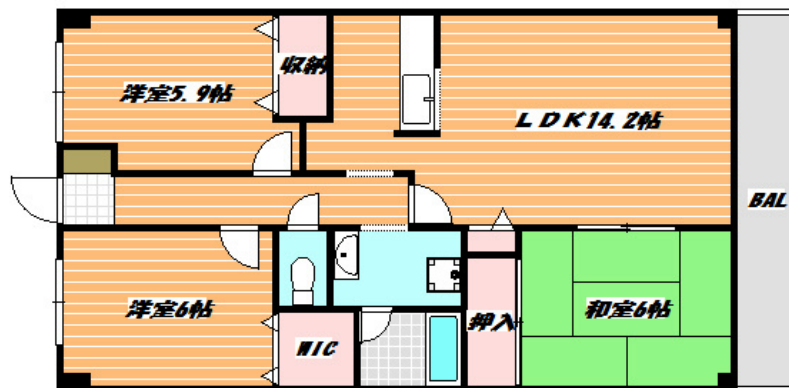 洋室5.9帖
収納
LDK14.2帖
BAL
洋室6帖
WIC
押入
和室6帖